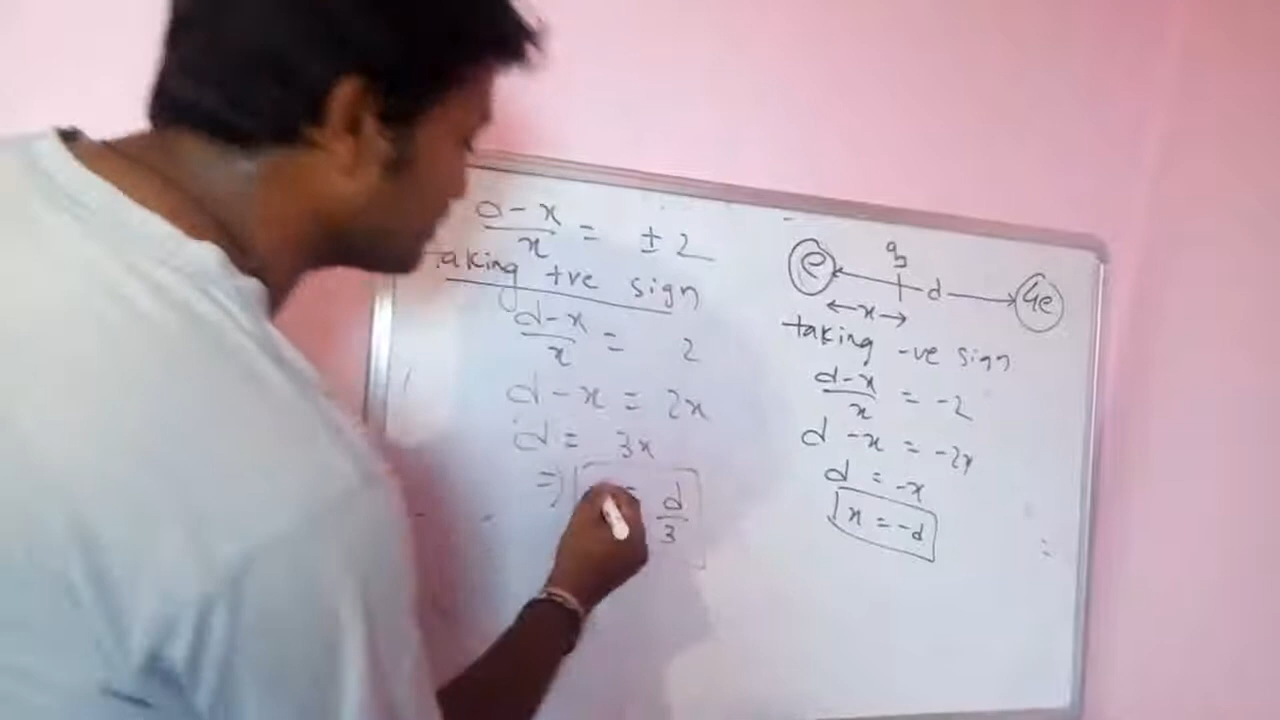 d-x/x = ± 2
taking +ve sign
d-x/x = 2
d-x = 2x
d = 3x
=> = d/3
q
e d 4e
x
taking -ve sign
d-x/x = -2
d -x = -2x
d = -x
x = -d